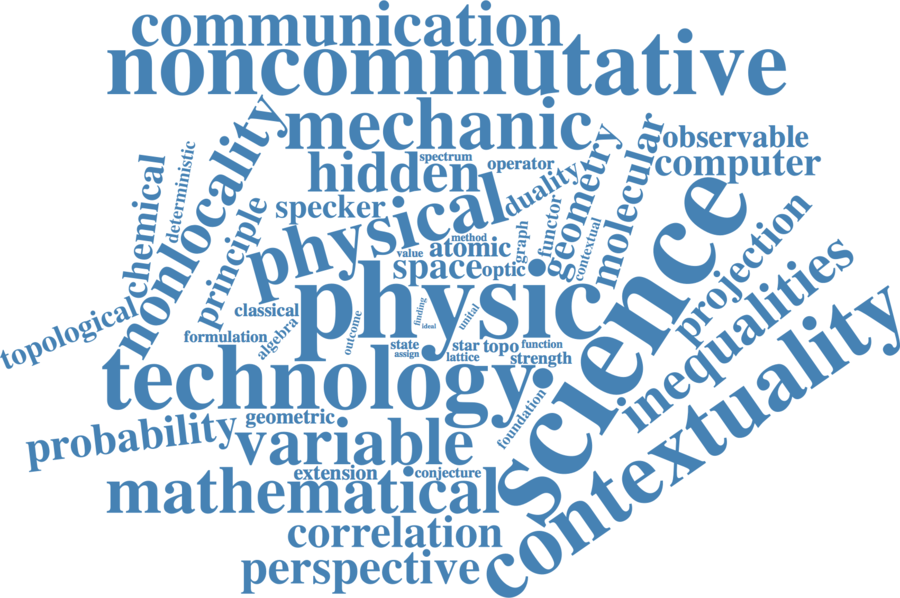 communication
noncommutative
mechanic
observable
computer
spectrum
operator
hidden
nonlocality
deterministic
chemical
molecular
geometry
duality
specker
physical
science
principle
functor
graph
contextual
method
value
atomic
space
optic
projection
topological
classical
physic
finding
ideal
unital
inequalities
contextuality
formulation
algebra
outcome
state
assign
star
topo
function
lattice
strength
technology
foundation
probability
geometric
variable
extension
conjecture
mathematical
correlation
perspective